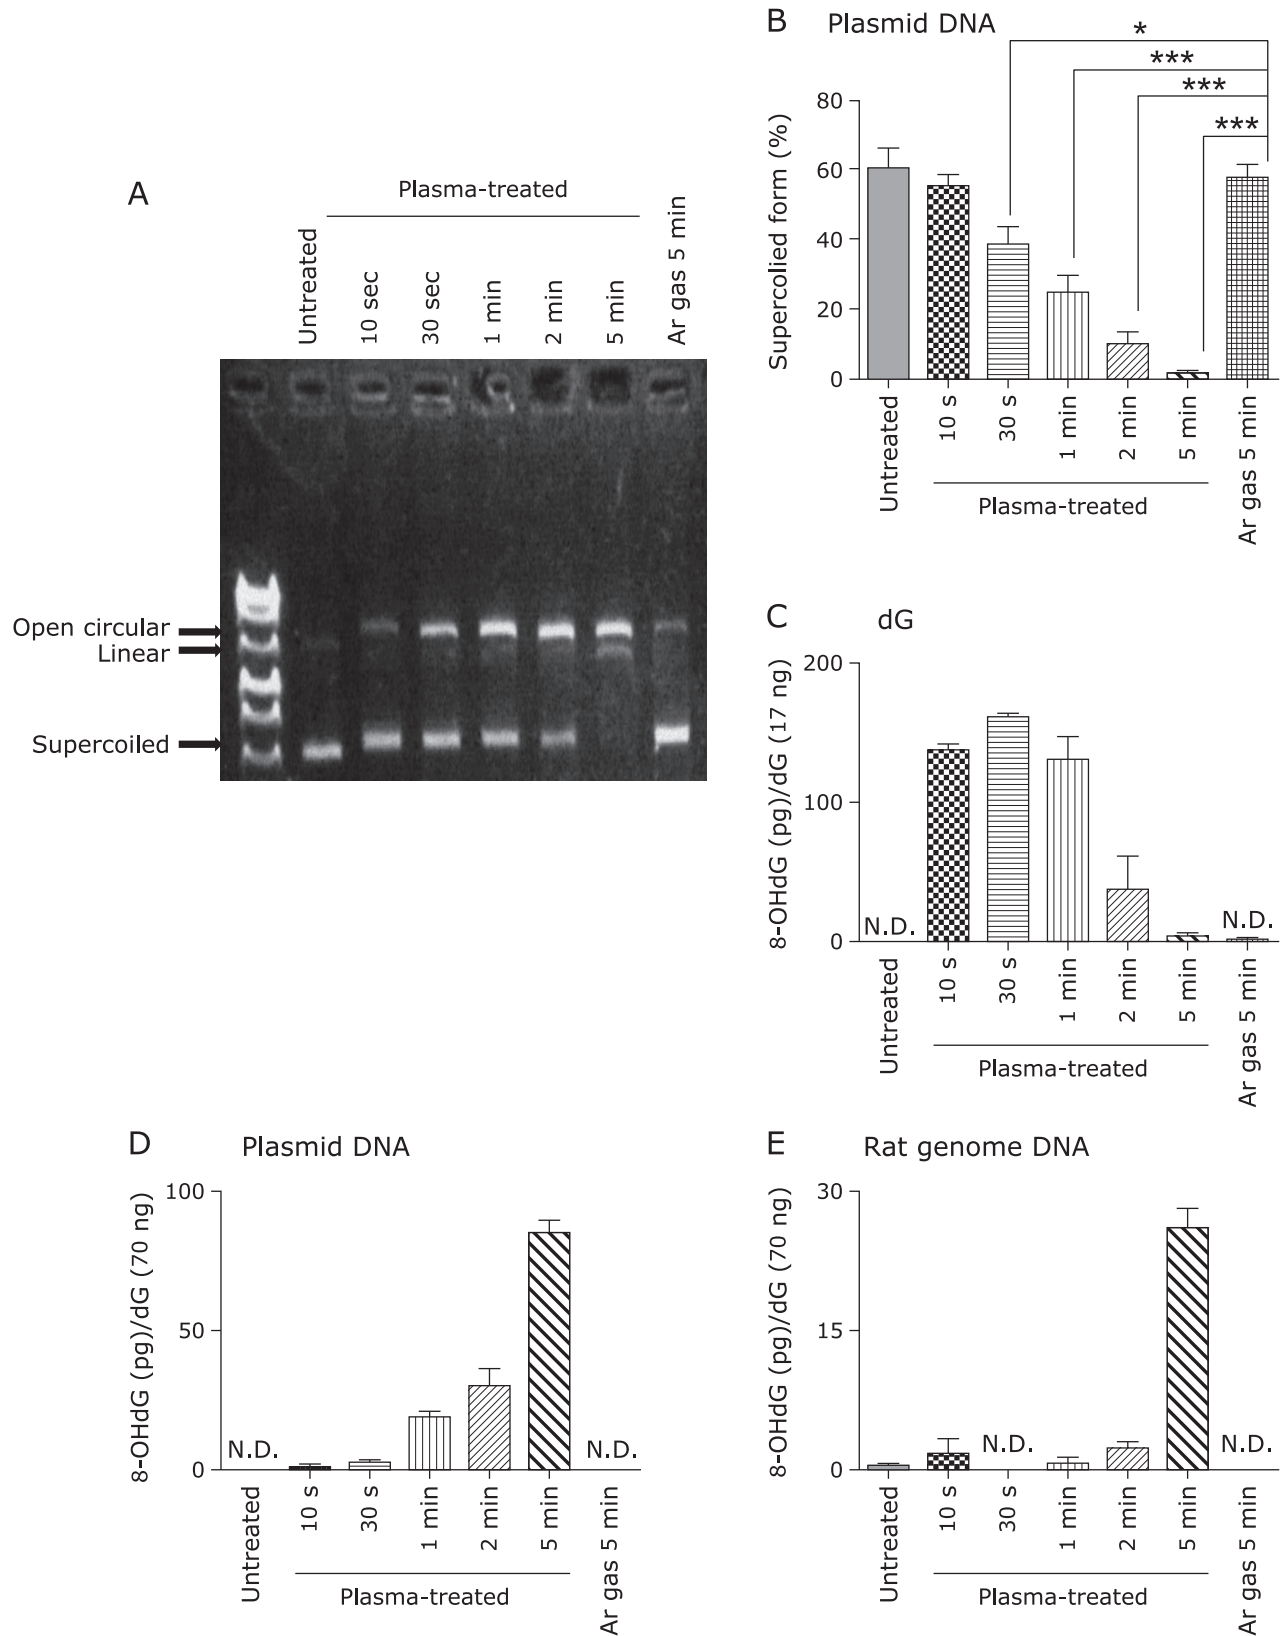 A
Plasma-treated
Untreated
10 sec
30 sec
1 min
2 min
5 min
Ar gas 5 min
Open circular
Linear
Supercoiled
B Plasmid DNA
*
***
***
***
Supercolied form (%)
80
60
40
20
0
Untreated
10 s
30 s
1 min
2 min
5 min
Ar gas 5 min
Plasma-treated
C dG
8-OHdG (pg)/dG (17 ng)
200
100
0
N.D.
N.D.
Untreated
10 s
30 s
1 min
2 min
5 min
Ar gas 5 min
Plasma-treated
D Plasmid DNA
8-OHdG (pg)/dG (70 ng)
100
50
0
N.D.
N.D.
Untreated
10 s
30 s
1 min
2 min
5 min
Ar gas 5 min
Plasma-treated
E Rat genome DNA
8-OHdG (pg)/dG (70 ng)
30
15
0
N.D.
N.D.
Untreated
10 s
30 s
1 min
2 min
5 min
Ar gas 5 min
Plasma-treated